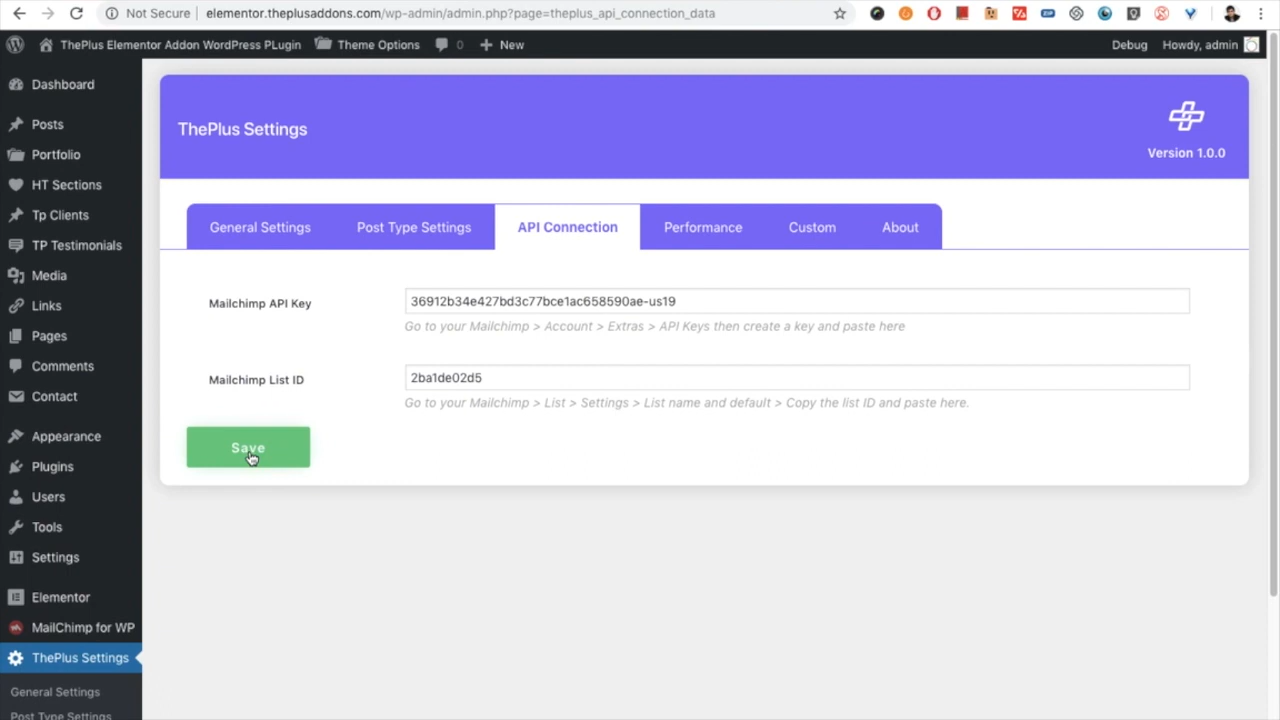 Not Secure | elementor.theplusaddons.com/wp-admin/admin.php?page=theplus_api_connection_data
ThePlus Elementor Addon WordPress PLugin
Theme Options
0
New
Debug
Howdy, admin
Dashboard
Posts
Portfolio
HT Sections
Tp Clients
TP Testimonials
Media
Links
Pages
Comments
Contact
Appearance
Plugins
Users
Tools
Settings
Elementor
MailChimp for WP
ThePlus Settings
General Settings
Post Type Settings
ThePlus Settings
Version 1.0.0
General Settings
Post Type Settings
API Connection
Performance
Custom
About
Mailchimp API Key
36912b34e427bd3c77bce1ac658590ae-us19
Go to your Mailchimp > Account > Extras > API Keys then create a key and paste here
Mailchimp List ID
2ba1de02d5
Go to your Mailchimp > List > Settings > List name and default > Copy the list ID and paste here.
Save